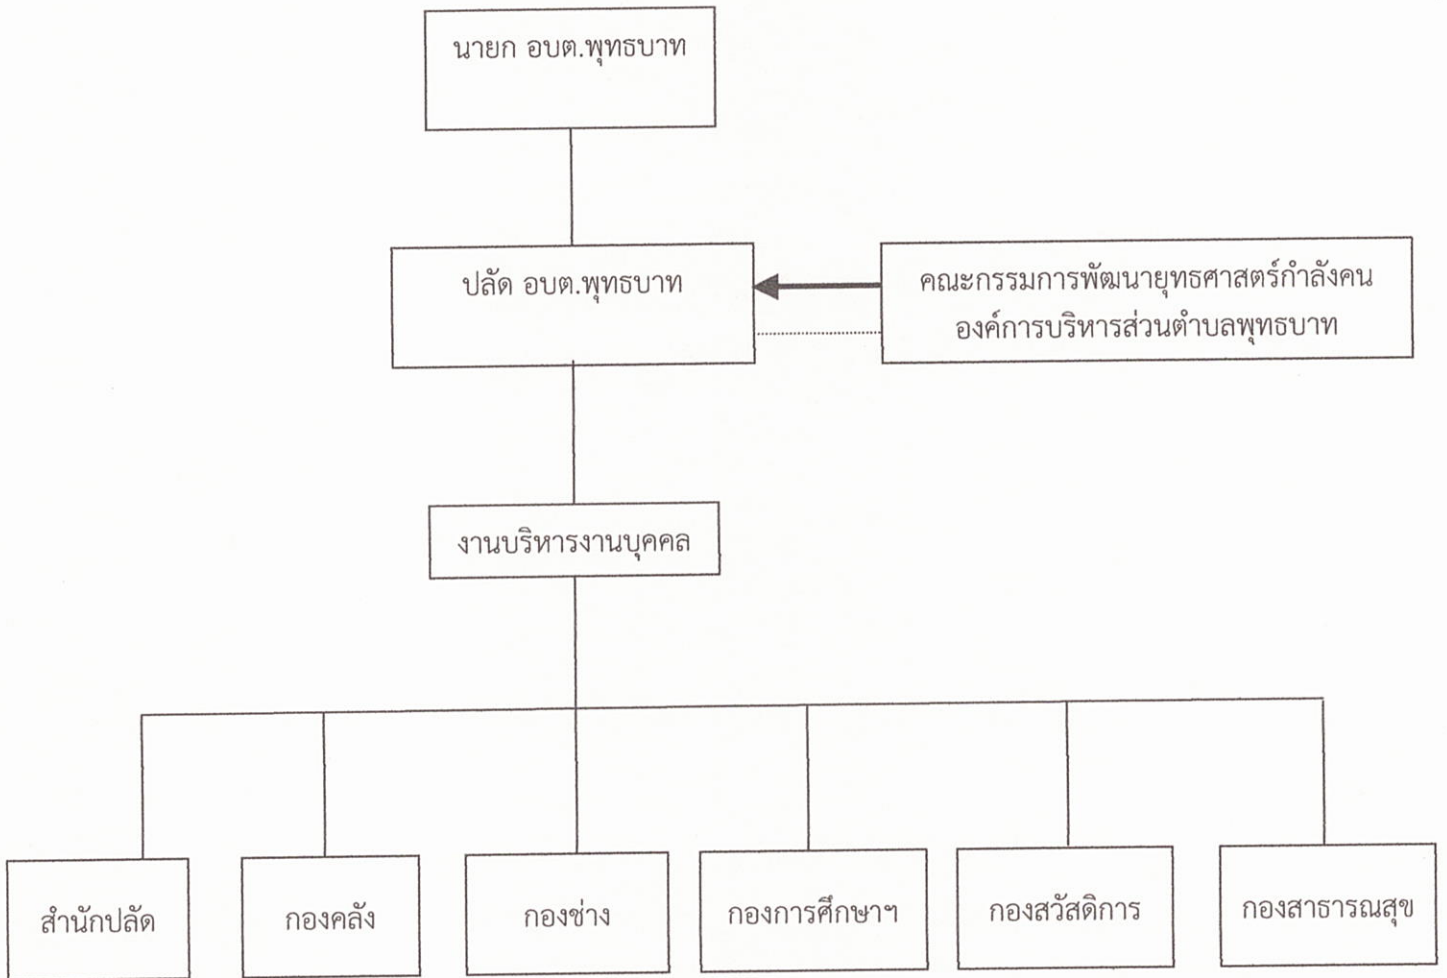 นายก อบต.พุทธบาท
ปลัด อบต.พุทธบาท
คณะกรรมการพัฒนายุทธศาสตร์กำลังคน
องค์การบริหารส่วนตำบลพุทธบาท
งานบริหารงานบุคคล
สำนักปลัด
กองคลัง
กองช่าง
กองการศึกษาฯ
กองสวัสดิการ
กองสาธารณสุข